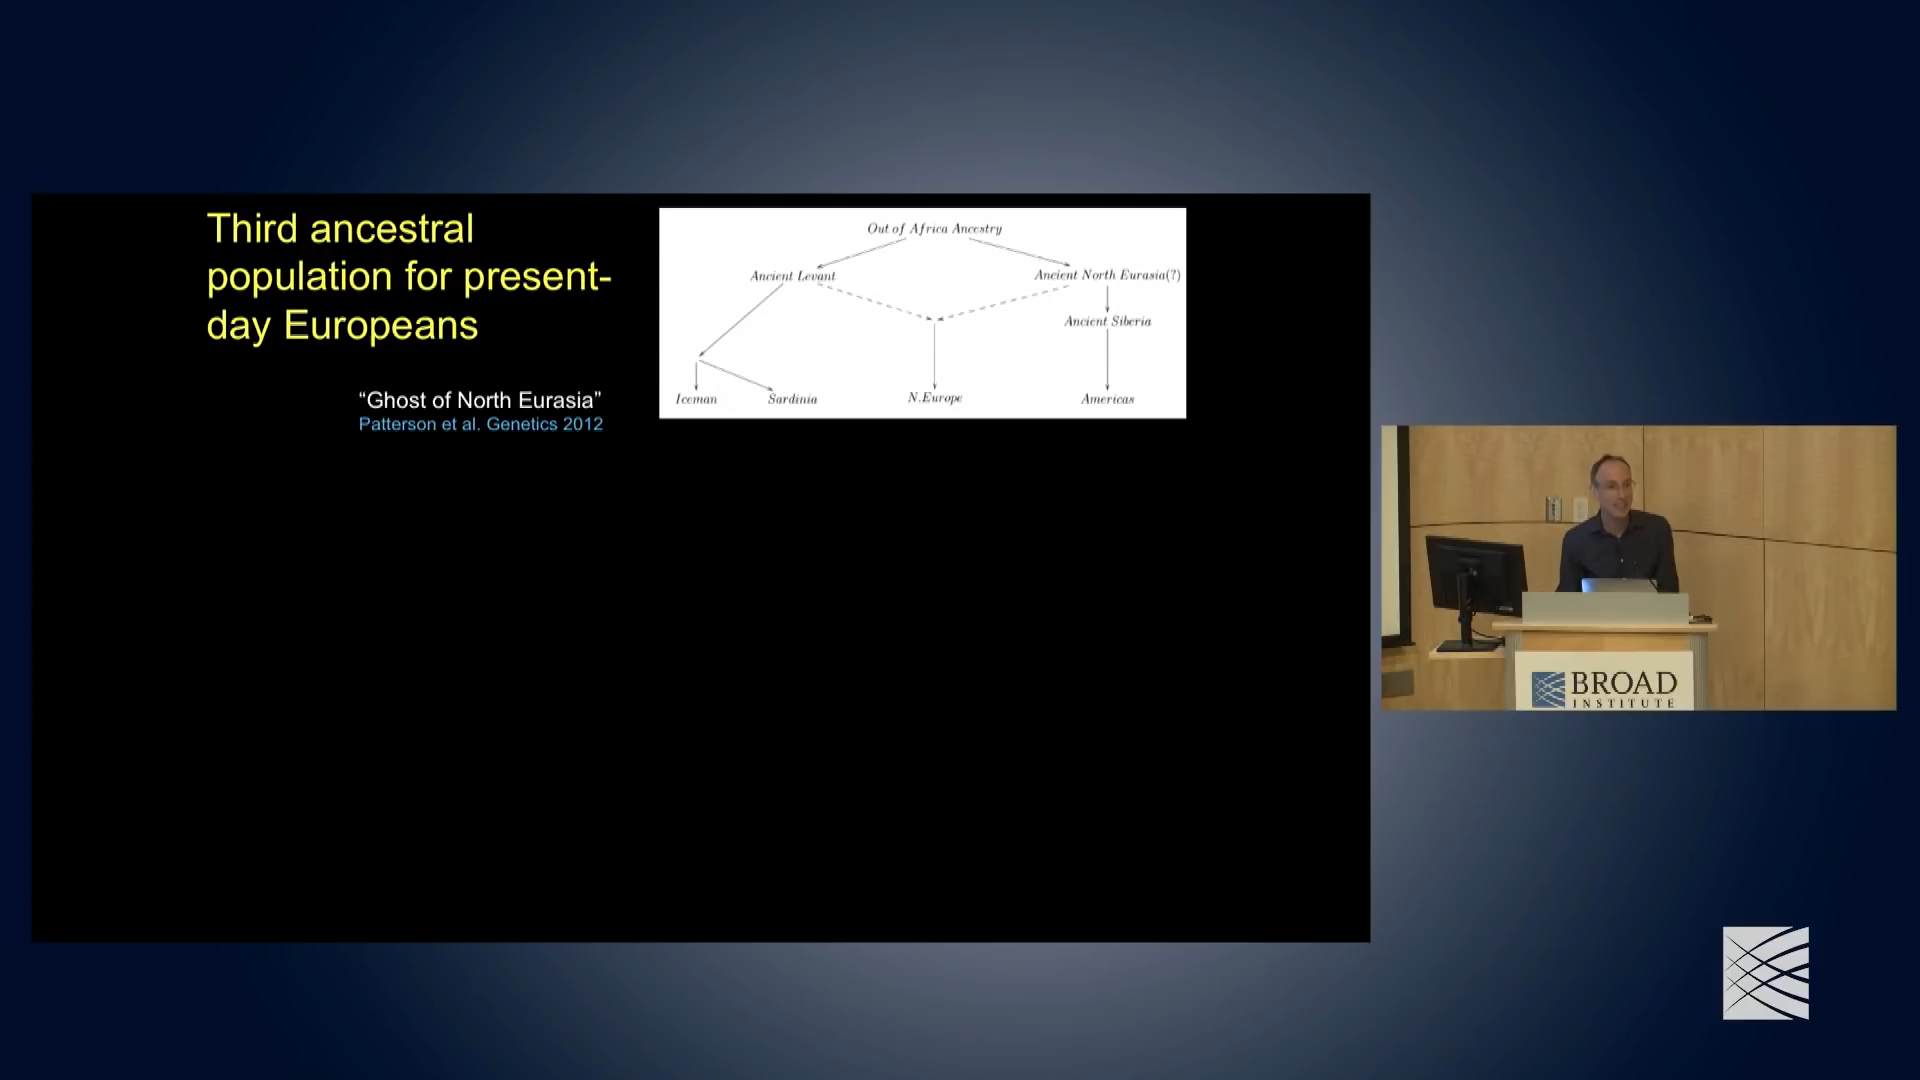 Third ancestral
population for present-
day Europeans
“Ghost of North Eurasia”
Patterson et al. Genetics 2012
Out of Africa Ancestry
Ancient Levant
Ancient North Eurasia(?)
Ancient Siberia
Iceman
Sardinia
N.Europe
Americas
BROAD
INSTITUTE